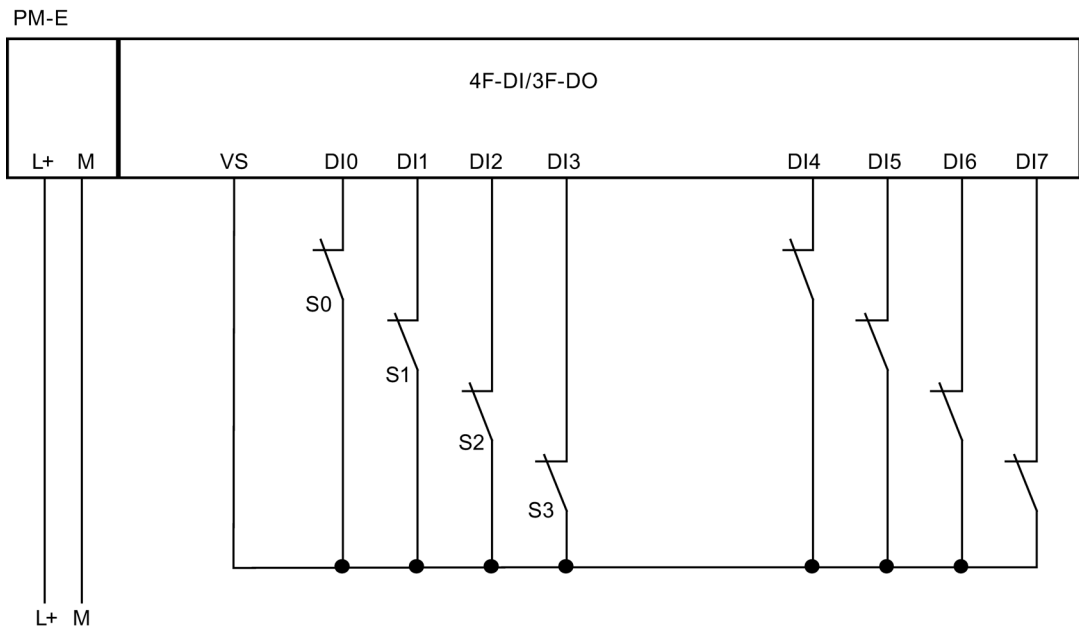 PM-E
4F-DI/3F-DO
L+ M VS DI0 DI1 DI2 DI3 DI4 DI5 DI6 DI7
S0
S1
S2
S3
L+ M